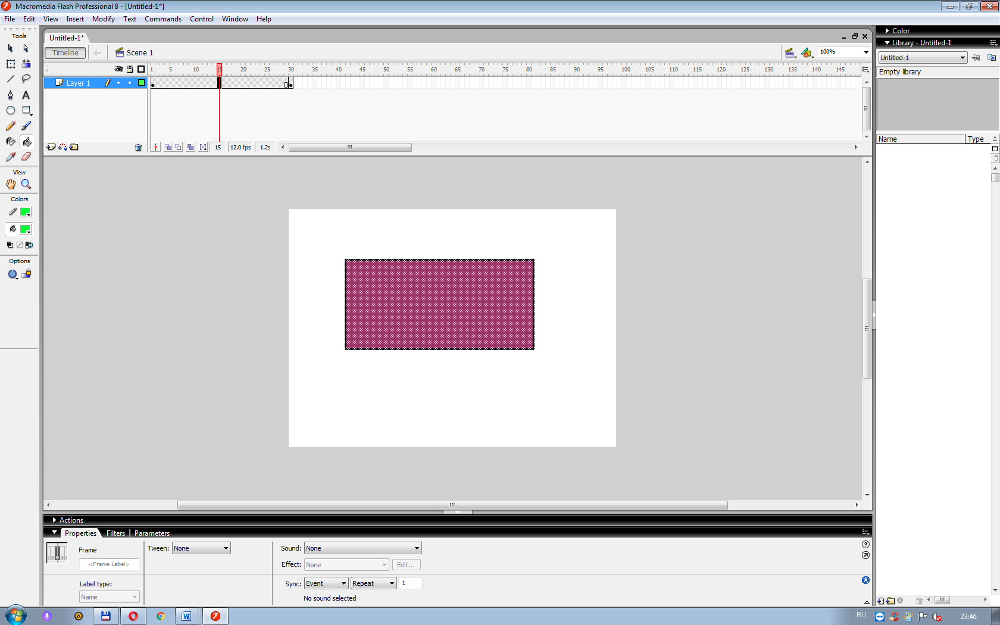 Macromedia Flash Professional 8 - [Untitled-1*]
File Edit View Insert Modify Text Commands Control Window Help
Tools
Untitled-1*
Timeline
Scene 1
100%
1 5 10 15 20 25 30 35 40 45 50 55 60 65 70 75 80 85 90 95 100 105 110 115 120 125 130 135 140 145
Layer 1
15 12.0 fps 1.2s
View
Colors
Options
Color
Library - Untitled-1
Untitled-1
Empty library
Name Type
Actions
Properties Filters Parameters
Frame
<Frame Label>
Label type:
Name
Tween: None
Sound: None
Effect: None Edit...
Sync: Event Repeat 1
No sound selected
RU 23:46